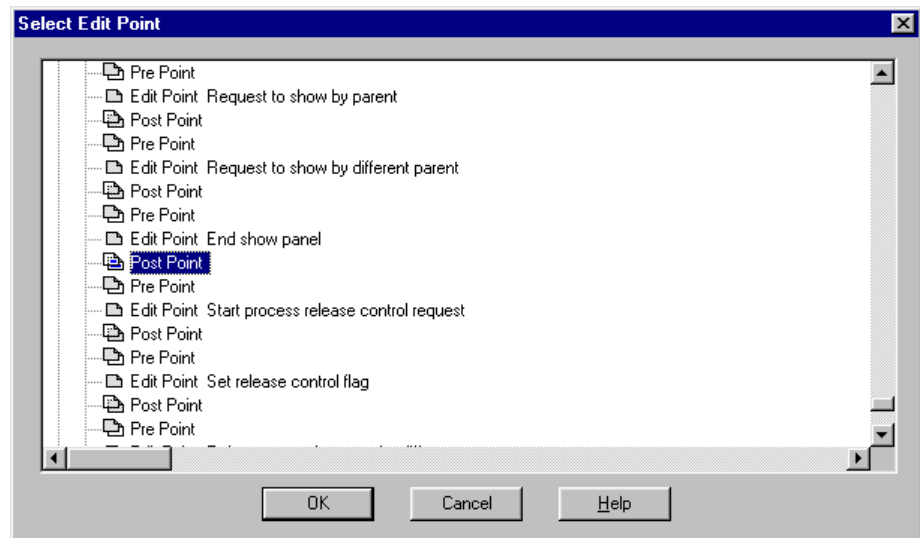 Select Edit Point
Pre Point
Edit Point Request to show by parent
Post Point
Pre Point
Edit Point Request to show by different parent
Post Point
Pre Point
Edit Point End show panel
Post Point
Pre Point
Edit Point Start process release control request
Post Point
Pre Point
Edit Point Set release control flag
Post Point
Pre Point
OK Cancel Help